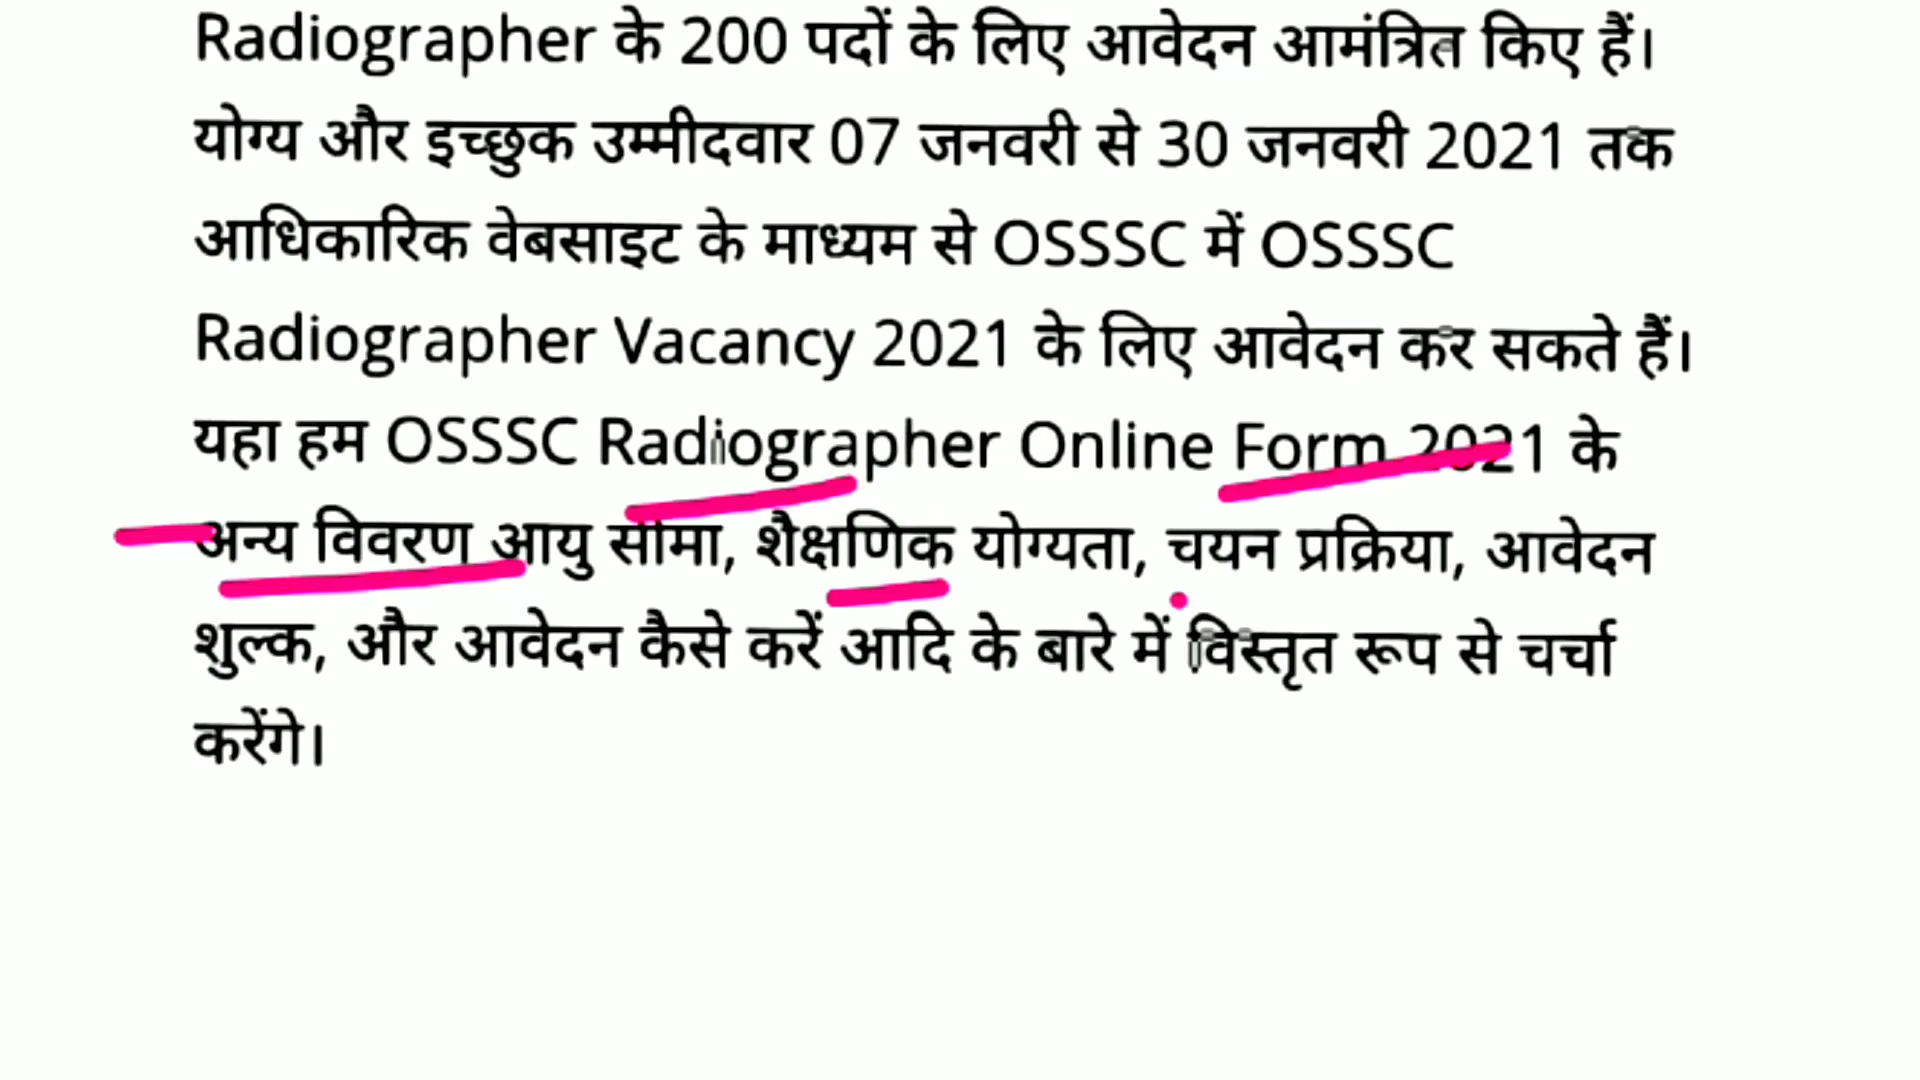 Radiographer के 200 पदों के लिए आवेदन आमंत्रित किए हैं।
योग्य और इच्छुक उम्मीदवार 07 जनवरी से 30 जनवरी 2021 तक
आधिकारिक वेबसाइट के माध्यम से OSSSC में OSSSC
Radiographer Vacancy 2021 के लिए आवेदन कर सकते हैं।
यहा हम OSSSC Radiographer Online Form 2021 के
अन्य विवरण आयु सीमा, शैक्षणिक योग्यता, चयन प्रक्रिया, आवेदन
शुल्क, और आवेदन कैसे करें आदि के बारे में विस्तृत रूप से चर्चा
करेंगे।